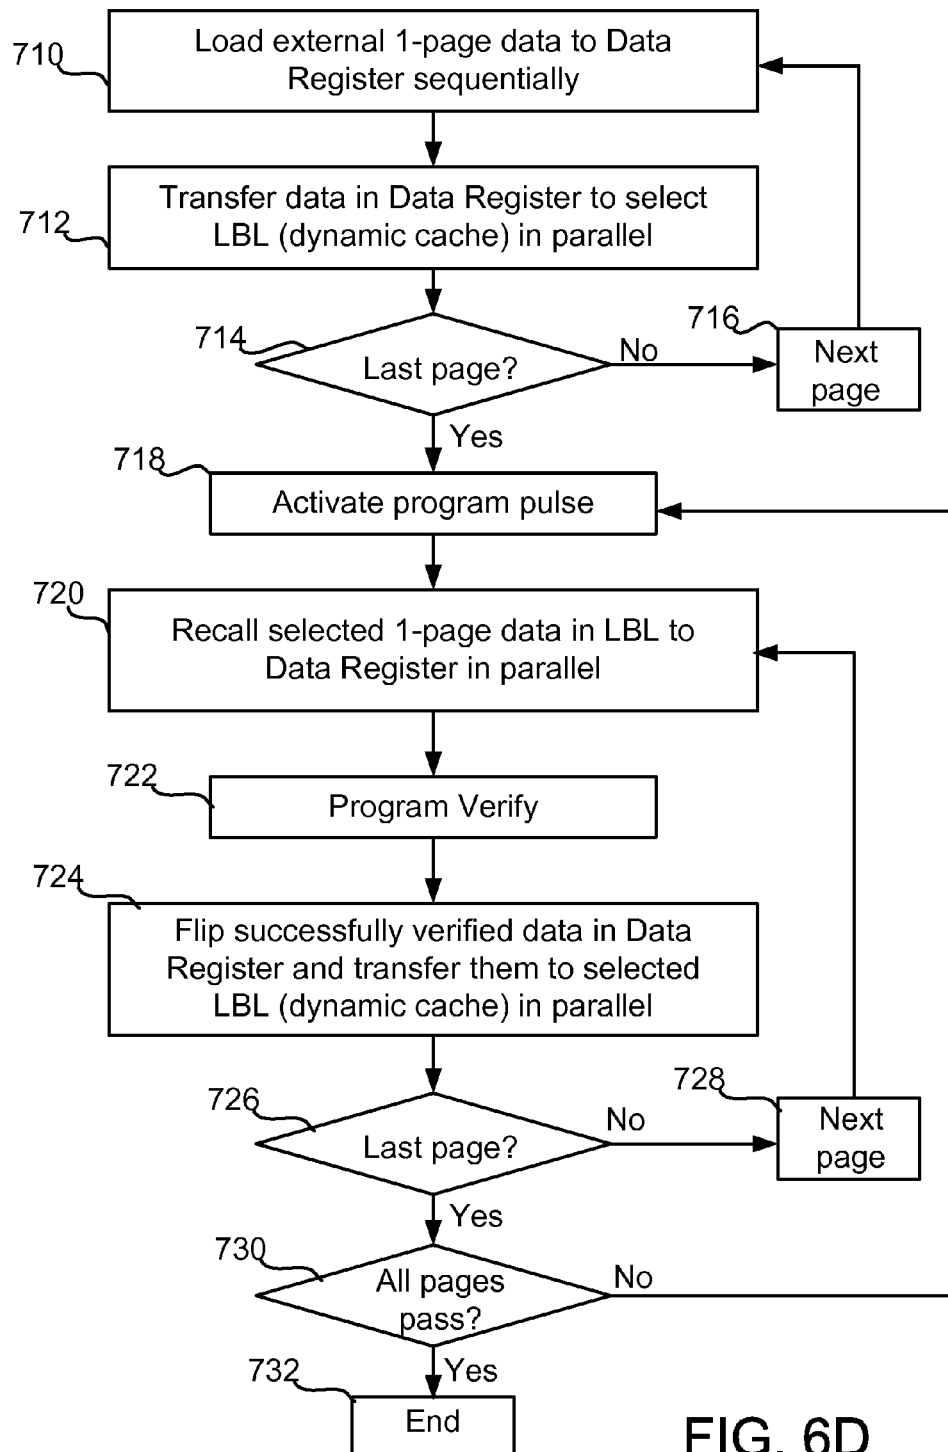 710
Load external 1-page data to Data
Register sequentially
712
Transfer data in Data Register to select
LBL (dynamic cache) in parallel
714
Last page?
No
716
Next
page
Yes
718
Activate program pulse
720
Recall selected 1-page data in LBL to
Data Register in parallel
722
Program Verify
724
Flip successfully verified data in Data
Register and transfer them to selected
LBL (dynamic cache) in parallel
726
Last page?
No
728
Next
page
Yes
730
All pages
pass?
No
Yes
732
End
FIG. 6D